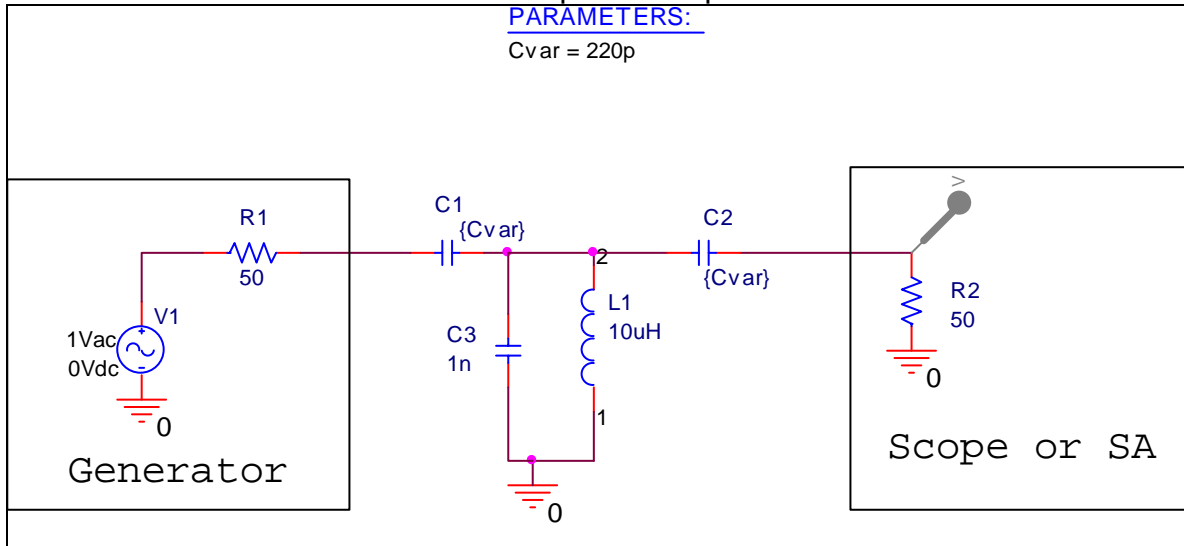 PARAMETERS:
Cvar = 220p
R1
50
V1
1Vac
0Vdc
0
Generator
C1
{Cvar}
C3
1n
2
L1
10uH
1
0
C2
{Cvar}
V
R2
50
0
Scope or SA